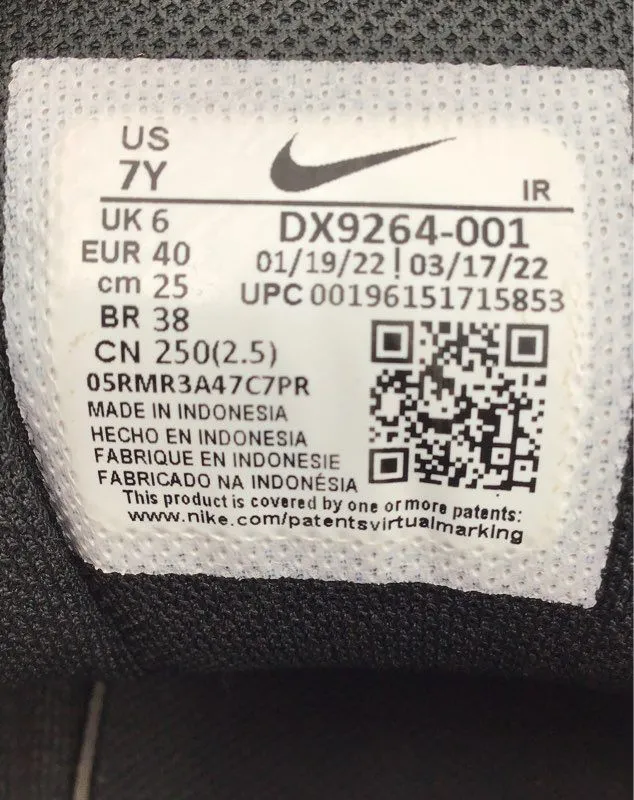 US
7Y
IR
UK 6
DX9264-001
EUR 40
01/19/22 | 03/17/22
cm 25
UPC 00196151715853
BR 38
CN 250(2.5)
05RMR3A47C7PR
MADE IN INDONESIA
HECHO EN INDONESIA
FABRIQUE EN INDONESIE
FABRICADO NA INDONÉSIA
This product is covered by one or more patents:
www.nike.com/patentsvirtualmarking